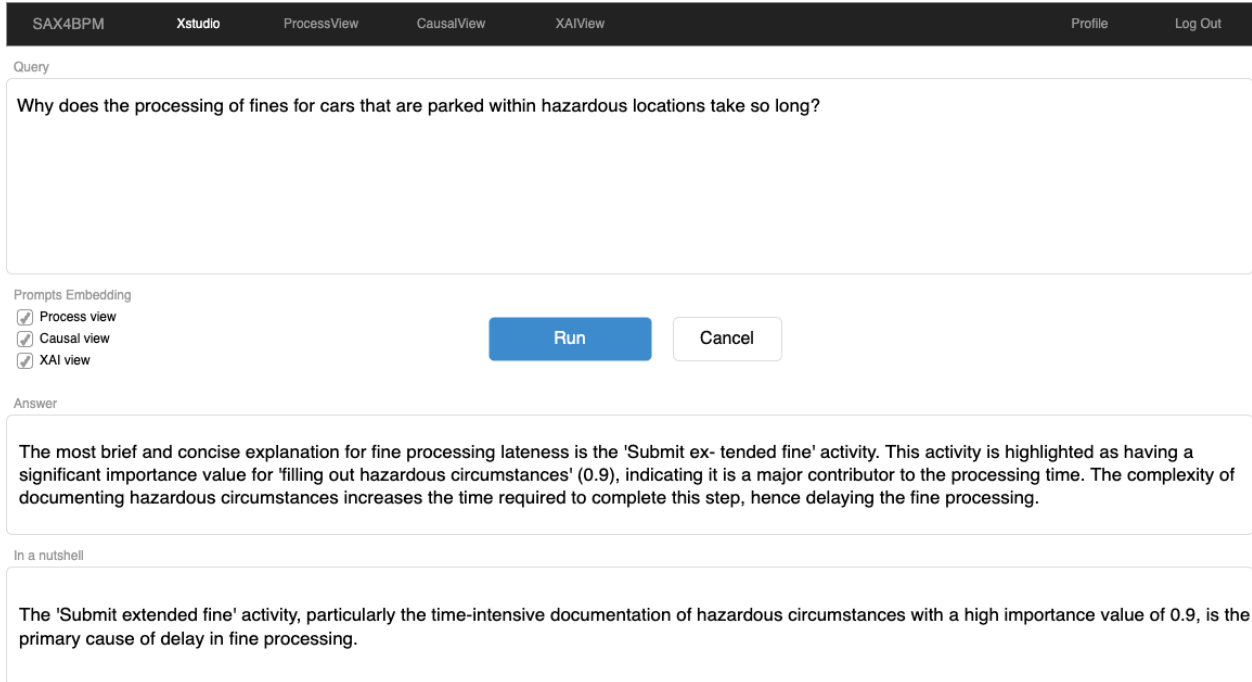 SAX4BPM Xstudio ProcessView CausalView XAIView Profile Log Out
Query
Why does the processing of fines for cars that are parked within hazardous locations take so long?
Prompts Embedding
Process view
Causal view
XAI view
Run Cancel
Answer
The most brief and concise explanation for fine processing lateness is the 'Submit ex- tended fine' activity. This activity is highlighted as having a
significant importance value for 'filling out hazardous circumstances' (0.9), indicating it is a major contributor to the processing time. The complexity of
documenting hazardous circumstances increases the time required to complete this step, hence delaying the fine processing.
In a nutshell
The 'Submit extended fine' activity, particularly the time-intensive documentation of hazardous circumstances with a high importance value of 0.9, is the
primary cause of delay in fine processing.